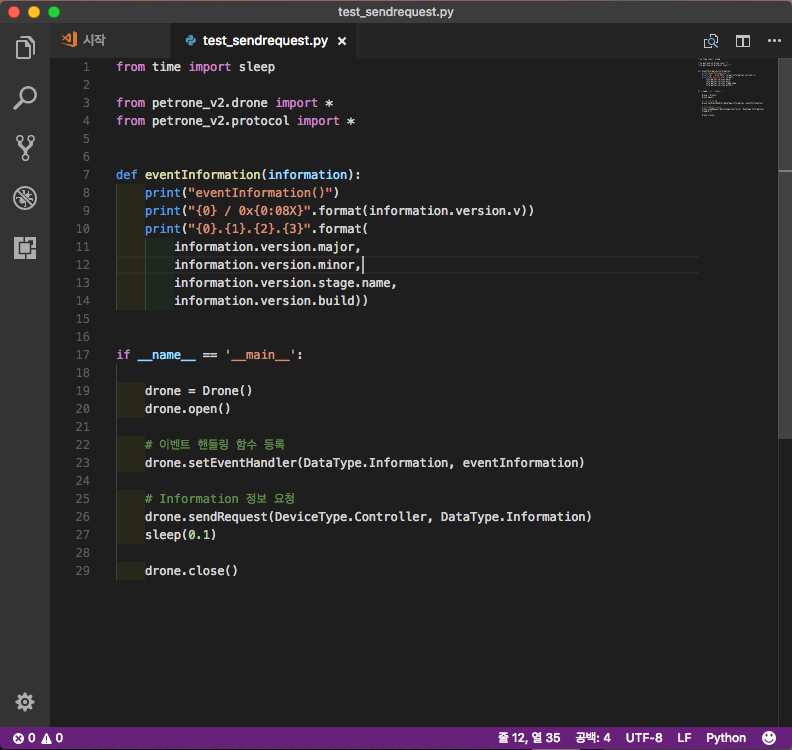 test_sendrequest.py
시작
test_sendrequest.py ×
1 from time import sleep
2
3 from petrone_v2.drone import *
4 from petrone_v2.protocol import *
5
6
7 def eventInformation(information):
8     print("eventInformation()")
9     print("{0} / 0x{0:08X}".format(information.version.v))
10     print("{0}.{1}.{2}.{3}".format(
11         information.version.major,
12         information.version.minor,
13         information.version.stage.name,
14         information.version.build))
15
16
17 if __name__ == '__main__':
18
19     drone = Drone()
20     drone.open()
21
22     # 이벤트 핸들링 함수 등록
23     drone.setEventHandler(DataType.Information, eventInformation)
24
25     # Information 정보 요청
26     drone.sendRequest(DeviceType.Controller, DataType.Information)
27     sleep(0.1)
28
29     drone.close()
0 0 줄 12, 열 35 공백: 4 UTF-8 LF Python